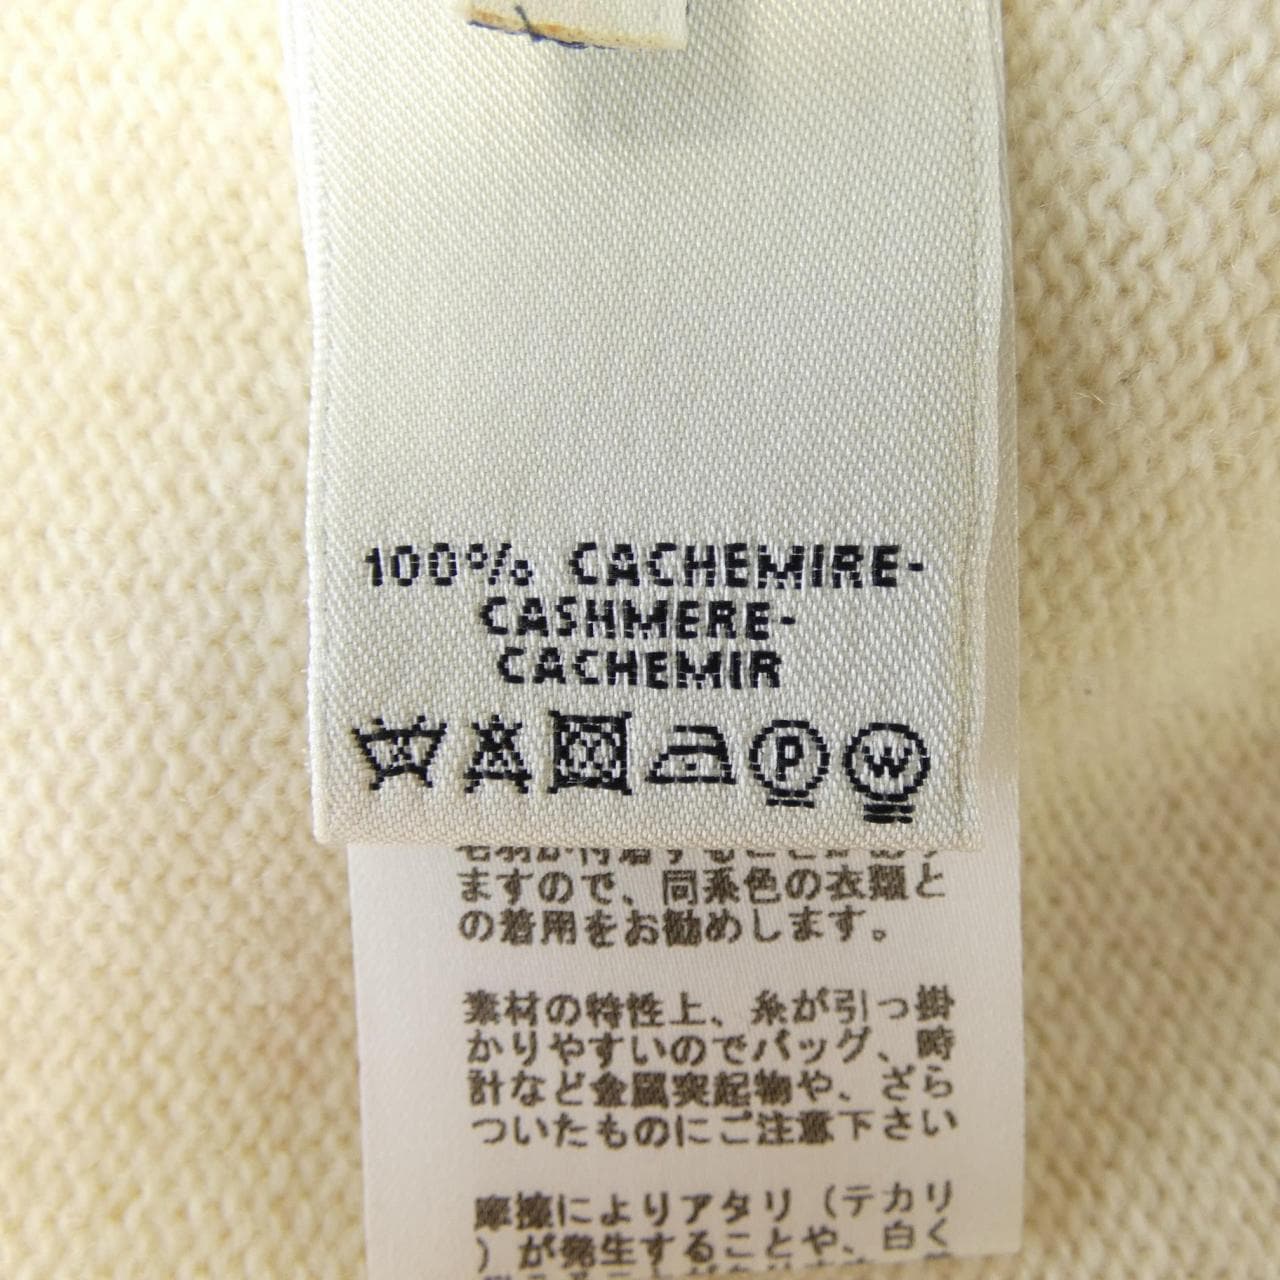 100% CACHEMIRE-
CASHMERE-
CACHEMIR
P W
ますので、同系色の衣類と
の着用をお勧めします。
素材の特性上、糸が引っ掛
かりやすいのでバッグ、時
計など金属突起物や、ざら
ついたものにご注意下さい
摩擦によりアタリ(テカリ
)が発生することや、白く